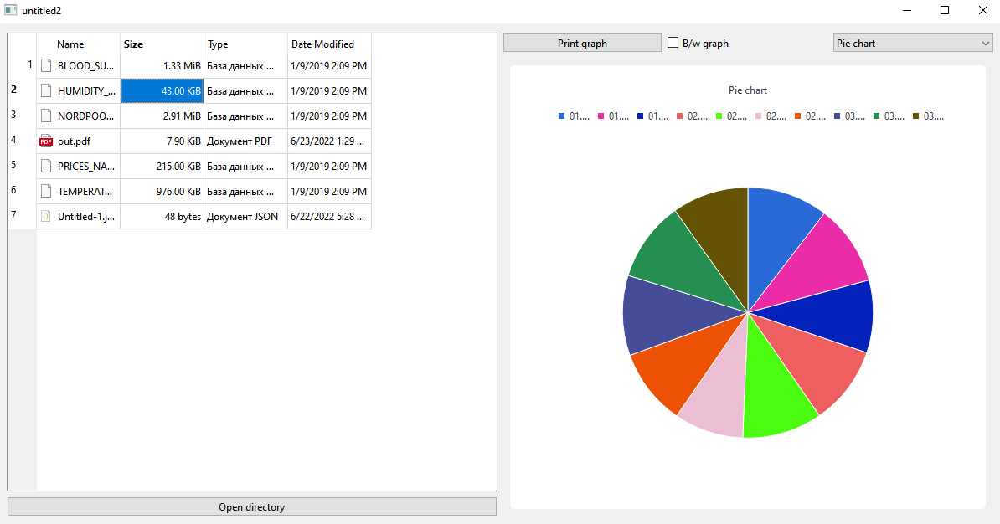 untitled2
Name Size Type Date Modified
1 BLOOD_SU... 1.33 MiB База данных ... 1/9/2019 2:09 PM
2 HUMIDITY_... 43.00 KiB База данных ... 1/9/2019 2:09 PM
3 NORDPOO... 2.91 MiB База данных ... 1/9/2019 2:09 PM
4 PDF out.pdf 7.90 KiB Документ PDF 6/23/2022 1:29 ...
5 PRICES_NA... 215.00 KiB База данных ... 1/9/2019 2:09 PM
6 TEMPERAT... 976.00 KiB База данных ... 1/9/2019 2:09 PM
7 Untitled-1.j... 48 bytes Документ JSON 6/22/2022 5:28 ...
Open directory
Print graph B/w graph Pie chart
Pie chart
01.... 01.... 01.... 02.... 02.... 02.... 02.... 03.... 03.... 03....